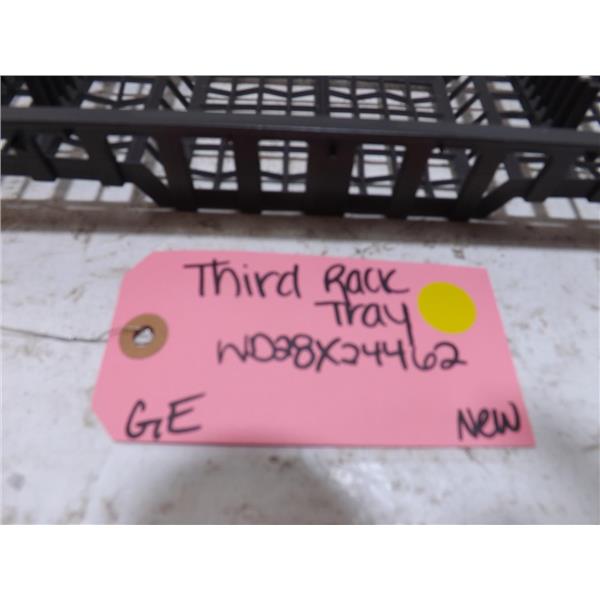 Third Rack
Tray
WD28X24462
GE
New